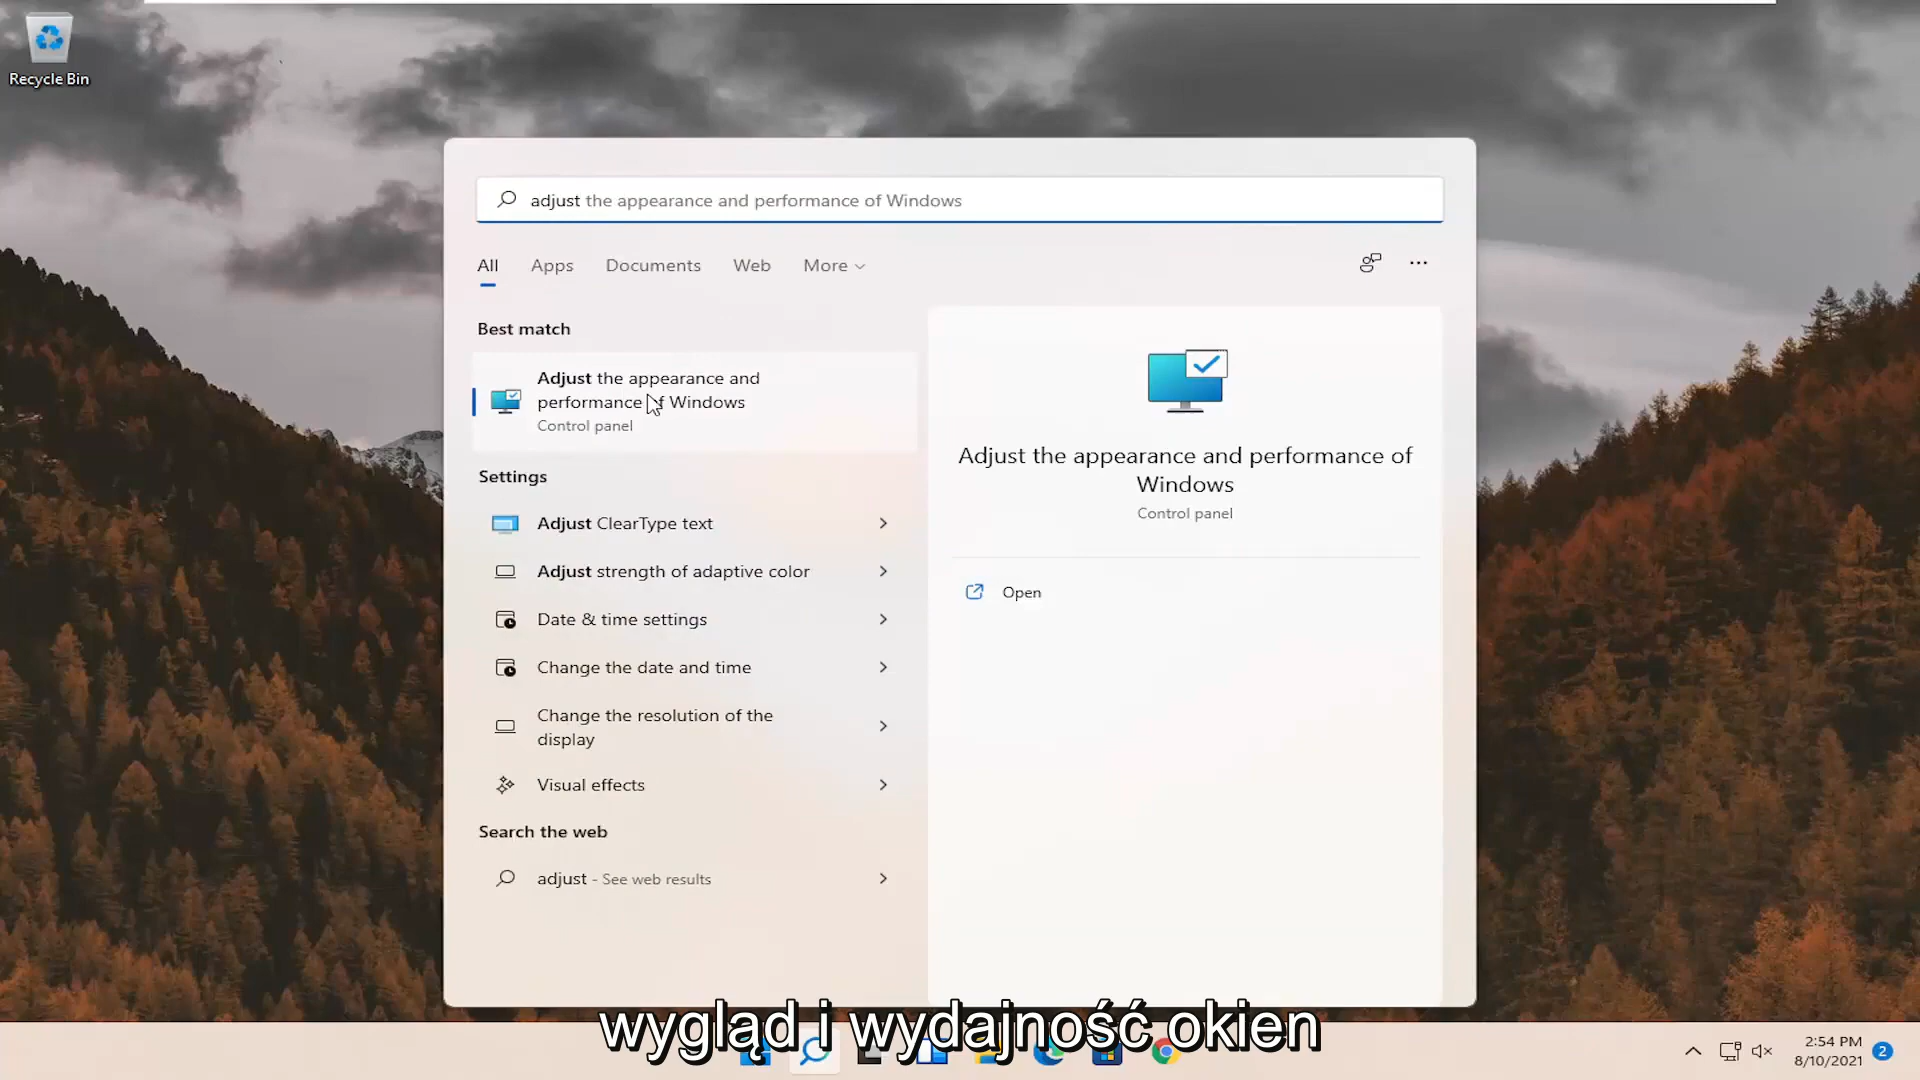 Recycle Bin
adjust the appearance and performance of Windows
All
Apps
Documents
Web
More
Best match
Adjust the appearance and
performance of Windows
Control panel
Settings
Adjust ClearType text
Adjust strength of adaptive color
Date & time settings
Change the date and time
Change the resolution of the
display
Visual effects
Search the web
adjust - See web results
Adjust the appearance and performance of
Windows
Control panel
Open
wygląd i wydajność okien
2:54 PM
8/10/2021
2